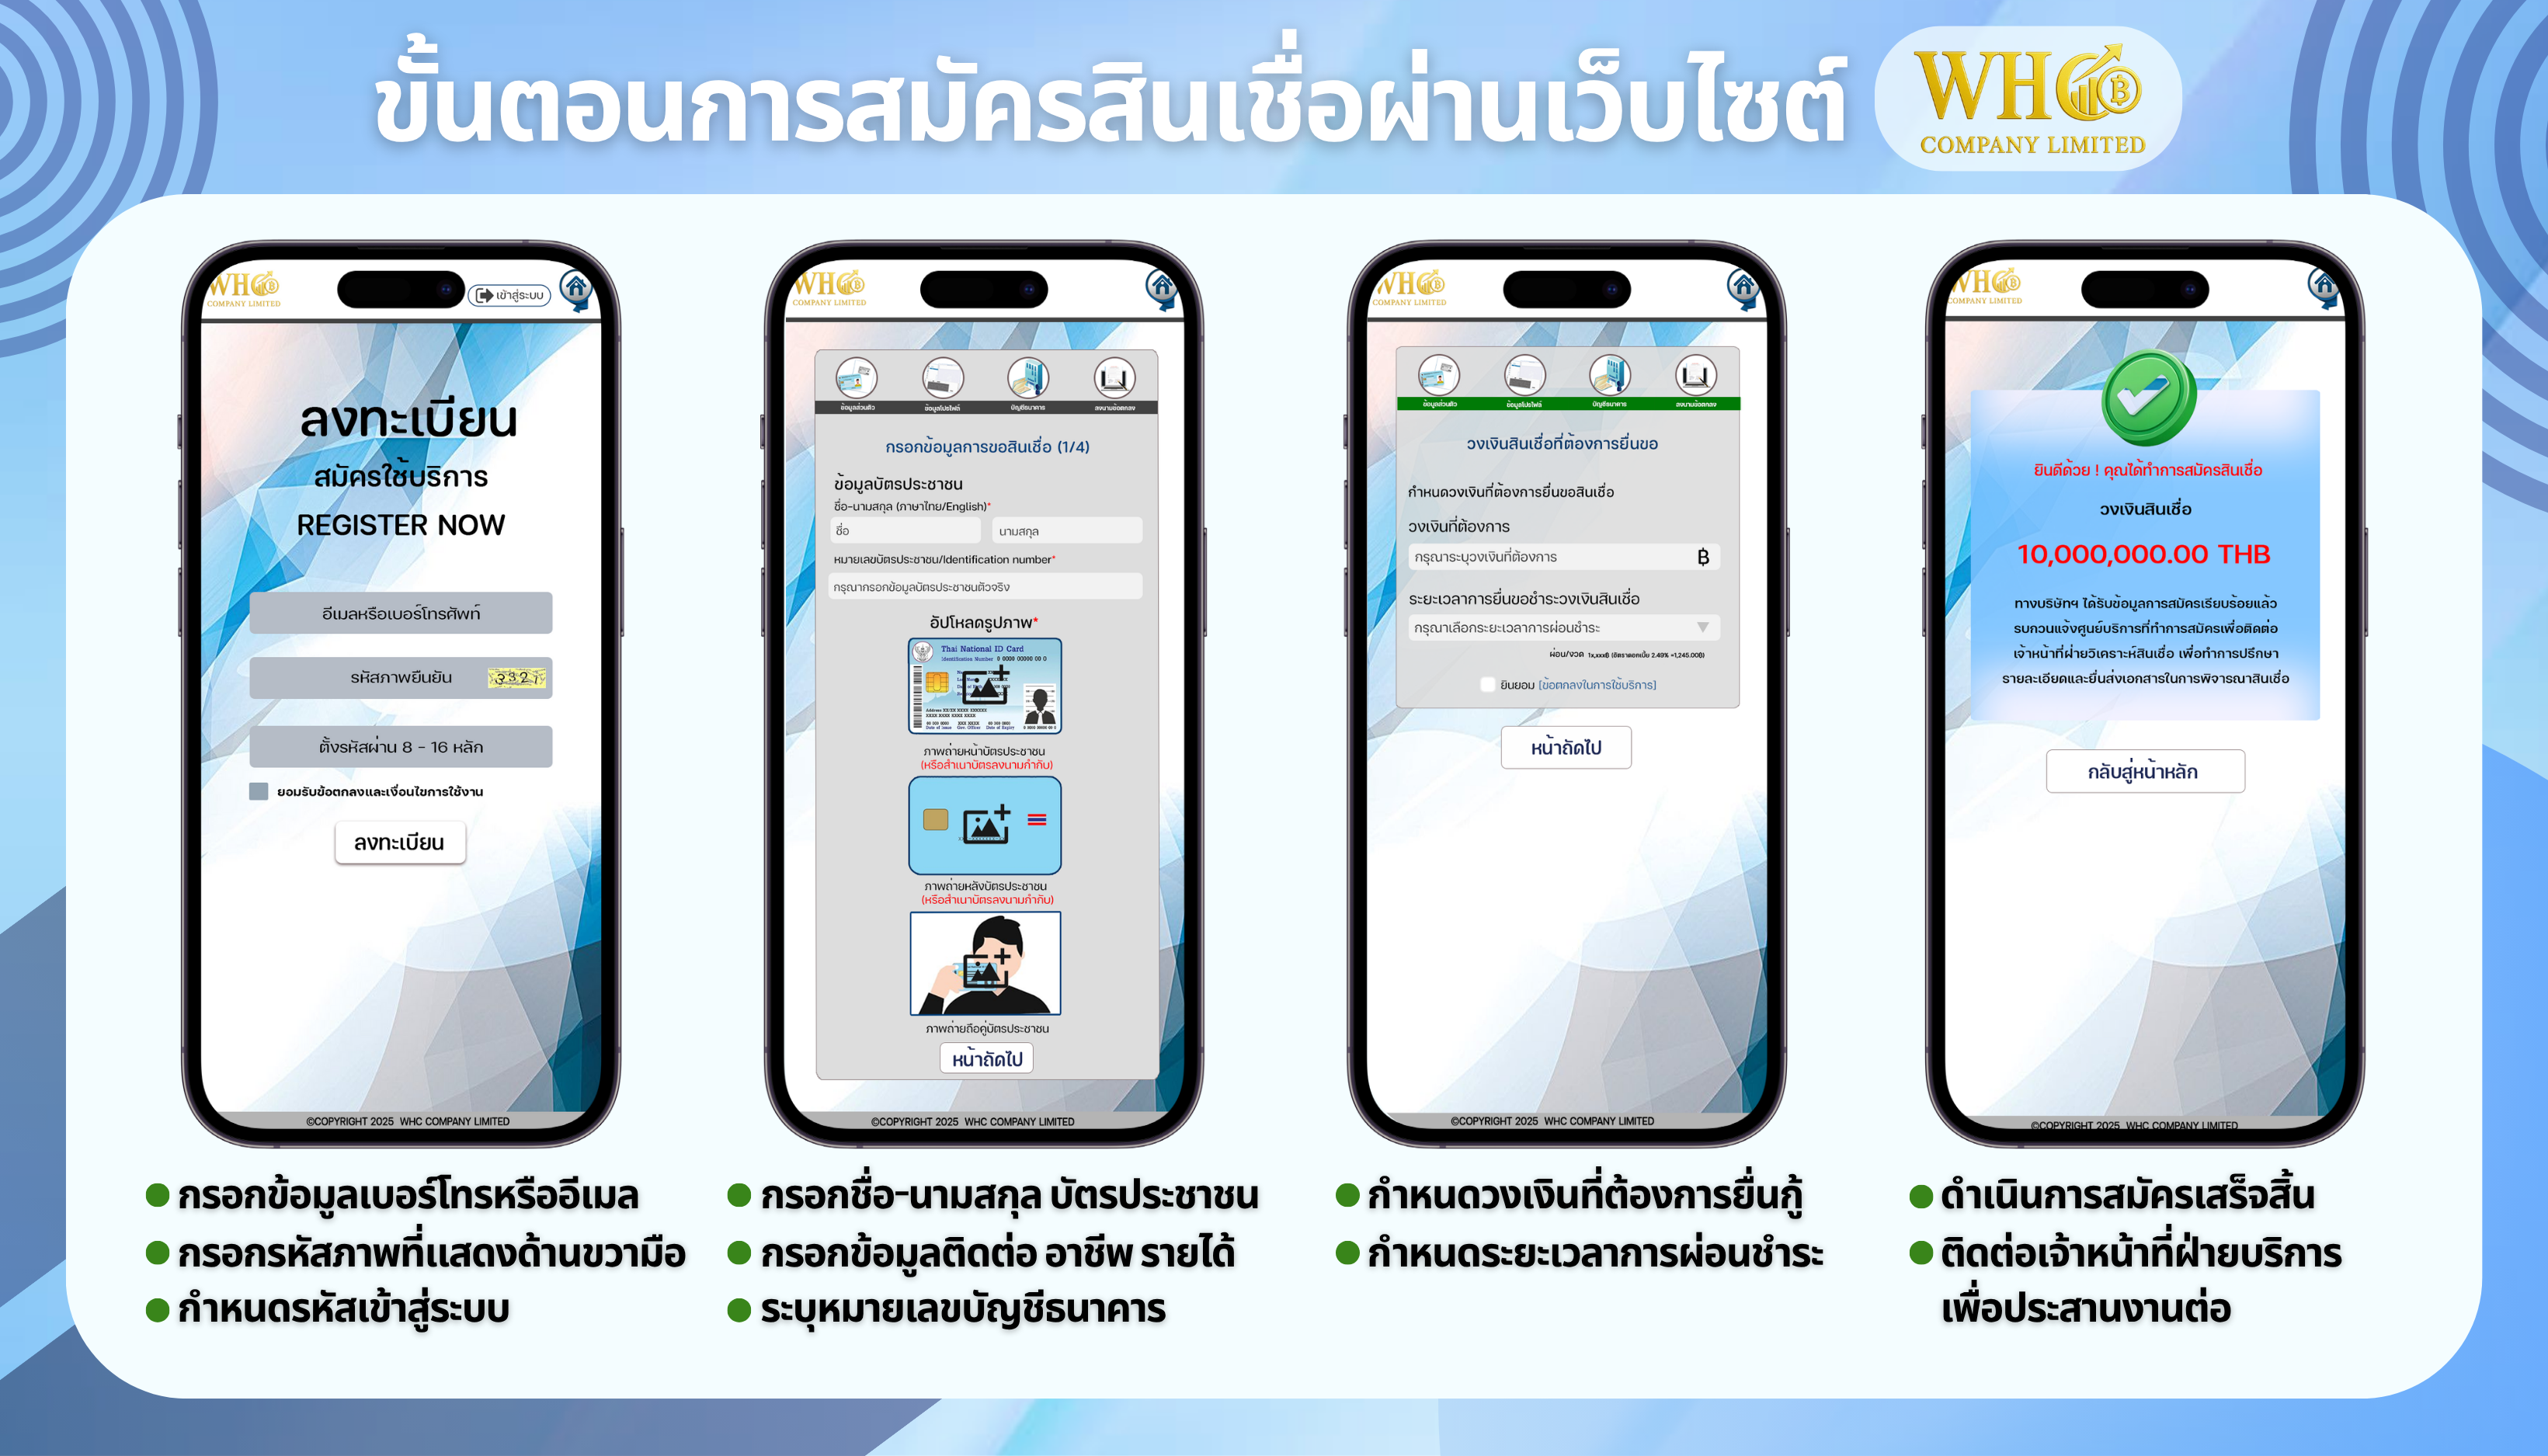 ขั้นตอนการสมัครสินเชื่อผ่านเว็บไซต์
WHC
COMPANY LIMITED
WHC
COMPANY LIMITED
เข้าสู่ระบบ
ลงทะเบียน
สมัครใช้บริการ
REGISTER NOW
อีเมลหรือเบอร์โทรศัพท์
รหัสภาพยืนยัน 3321
ตั้งรหัสผ่าน 8 - 16 หลัก
ยอมรับข้อตกลงและเงื่อนไขการใช้งาน
ลงทะเบียน
©COPYRIGHT 2025 WHC COMPANY LIMITED
กรอกข้อมูลเบอร์โทรหรืออีเมล
กรอกรหัสภาพที่แสดงด้านขวามือ
กำหนดรหัสเข้าสู่ระบบ
WHC
COMPANY LIMITED
ข้อมูลส่วนตัว ข้อมูลโปรไฟล์ บัญชีธนาคาร ลงนามข้อตกลง
กรอกข้อมูลการขอสินเชื่อ (1/4)
ข้อมูลบัตรประชาชน
ชื่อ-นามสกุล (ภาษาไทย/English)*
ชื่อ นามสกุล
หมายเลขบัตรประชาชน/Identification number*
กรุณากรอกข้อมูลบัตรประชาชนตัวจริง
อัปโหลดรูปภาพ*
Thai National ID Card
Identification Number 0 0000 00000 00 0
ภาพถ่ายหน้าบัตรประชาชน
(หรือสำเนาบัตรลงนามกำกับ)
ภาพถ่ายหลังบัตรประชาชน
(หรือสำเนาบัตรลงนามกำกับ)
ภาพถ่ายถือคู่บัตรประชาชน
หน้าถัดไป
©COPYRIGHT 2025 WHC COMPANY LIMITED
กรอกชื่อ-นามสกุล บัตรประชาชน
กรอกข้อมูลติดต่อ อาชีพ รายได้
ระบุหมายเลขบัญชีธนาคาร
WHC
COMPANY LIMITED
ข้อมูลส่วนตัว ข้อมูลโปรไฟล์ บัญชีธนาคาร ลงนามข้อตกลง
วงเงินสินเชื่อที่ต้องการยื่นขอ
กำหนดวงเงินที่ต้องการยื่นขอสินเชื่อ
วงเงินที่ต้องการ
กรุณาระบุวงเงินที่ต้องการ ฿
ระยะเวลาการยื่นขอชำระวงเงินสินเชื่อ
กรุณาเลือกระยะเวลาการผ่อนชำระ
ผ่อน/งวด 1x,xxx฿ (อัตราดอกเบี้ย 2.49% =1,245.00฿)
ยินยอม [ข้อตกลงในการใช้บริการ]
หน้าถัดไป
©COPYRIGHT 2025 WHC COMPANY LIMITED
กำหนดวงเงินที่ต้องการยื่นกู้
กำหนดระยะเวลาการผ่อนชำระ
WHC
COMPANY LIMITED
ยินดีด้วย ! คุณได้ทำการสมัครสินเชื่อ
วงเงินสินเชื่อ
10,000,000.00 THB
ทางบริษัทฯ ได้รับข้อมูลการสมัครเรียบร้อยแล้ว
รบกวนแจ้งศูนย์บริการที่ทำการสมัครเพื่อติดต่อ
เจ้าหน้าที่ฝ่ายวิเคราะห์สินเชื่อ เพื่อทำการปรึกษา
รายละเอียดและยื่นส่งเอกสารในการพิจารณาสินเชื่อ
กลับสู่หน้าหลัก
©COPYRIGHT 2025 WHC COMPANY LIMITED
ดำเนินการสมัครเสร็จสิ้น
ติดต่อเจ้าหน้าที่ฝ่ายบริการ
เพื่อประสานงานต่อ